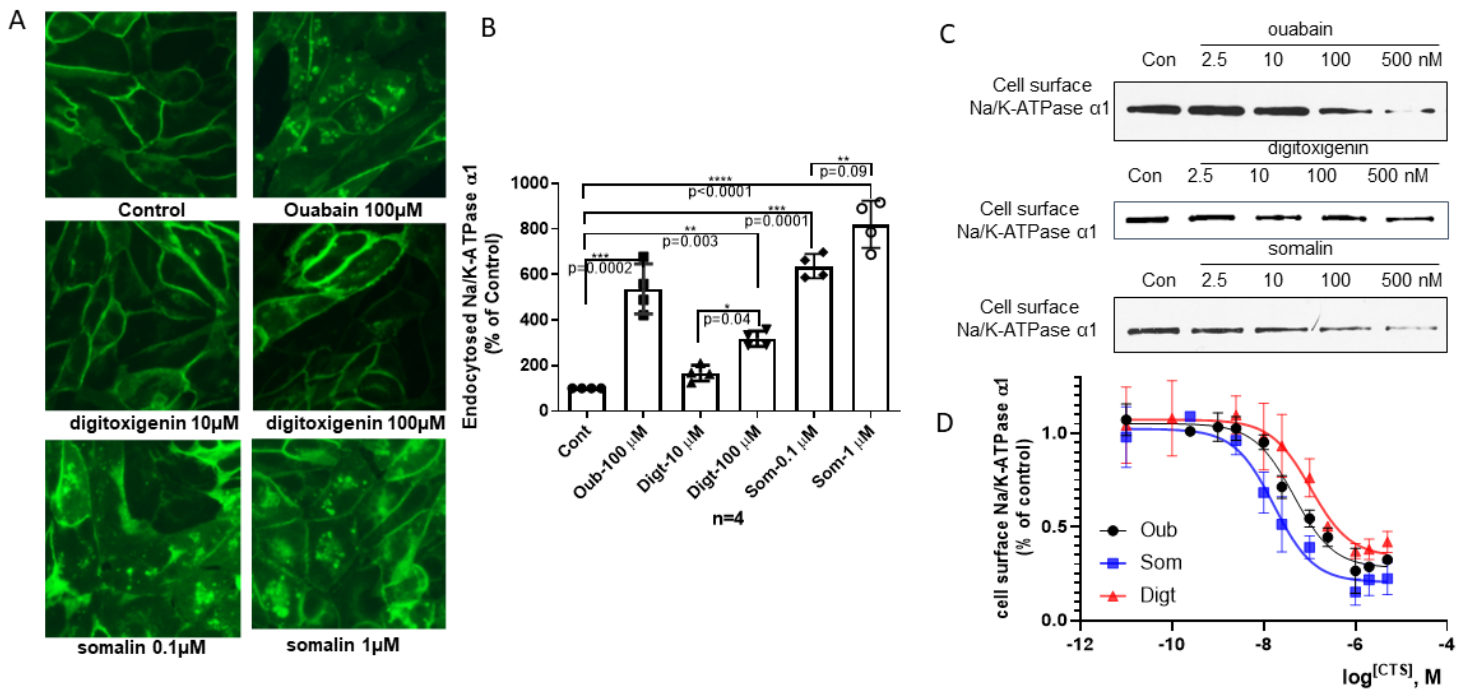 A
Control
Ouabain 100µM
digitoxigenin 10µM
digitoxigenin 100µM
somalin 0.1µM
somalin 1µM
B
Endocytosed Na/K-ATPase α1
(% of Control)
1000
800
600
400
200
0
**
p=0.09
****
p<0.0001
***
p=0.0001
**
p=0.003
***
p=0.0002
*
p=0.04
Cont
Oub-100 µM
Digt-10 µM
Digt-100 µM
Som-0.1 µM
Som-1 µM
n=4
C
ouabain
Con 2.5 10 100 500 nM
Cell surface
Na/K-ATPase α1
digitoxigenin
Con 2.5 10 100 500 nM
Cell surface
Na/K-ATPase α1
somalin
Con 2.5 10 100 500 nM
Cell surface
Na/K-ATPase α1
D
cell surface Na/K-ATPase α1
(% of control)
1.0
0.5
0.0
Oub
Som
Digt
-12 -10 -8 -6 -4
log[CTS], M